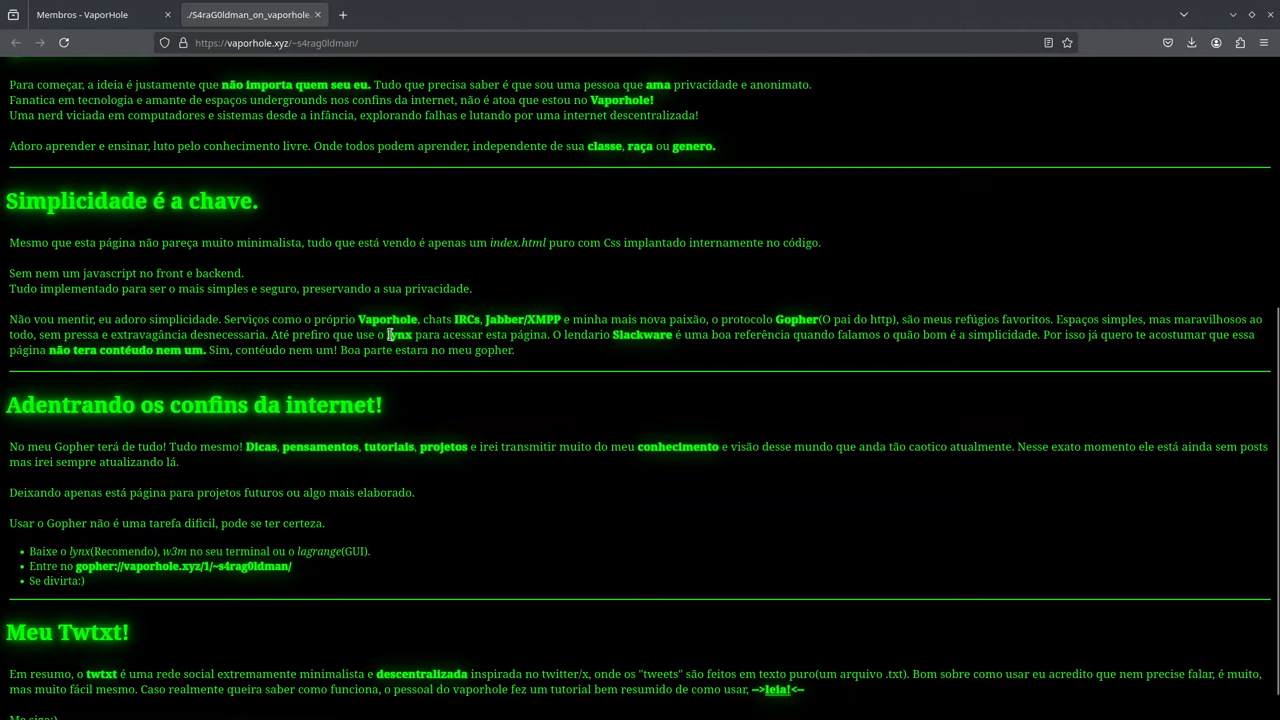 Membros - VaporHole
./S4raG0ldman_on_vaporhole.
https://vaporhole.xyz/~s4rag0ldman/
Para começar, a ideia é justamente que não importa quem seu eu. Tudo que precisa saber é que sou uma pessoa que ama privacidade e anonimato.
Fanatica em tecnologia e amante de espaços undergrounds nos confins da internet, não é atoa que estou no Vaporhole!
Uma nerd viciada em computadores e sistemas desde a infância, explorando falhas e lutando por uma internet descentralizada!
Adoro aprender e ensinar, luto pelo conhecimento livre. Onde todos podem aprender, independente de sua classe, raça ou genero.
Simplicidade é a chave.
Mesmo que esta página não pareça muito minimalista, tudo que está vendo é apenas um index.html puro com Css implantado internamente no código.
Sem nem um javascript no front e backend.
Tudo implementado para ser o mais simples e seguro, preservando a sua privacidade.
Não vou mentir, eu adoro simplicidade. Serviços como o próprio Vaporhole, chats IRCs, Jabber/XMPP e minha mais nova paixão, o protocolo Gopher(O pai do http), são meus refúgios favoritos. Espaços simples, mas maravilhosos ao
todo, sem pressa e extravagância desnecessaria. Até prefiro que use o lynx para acessar esta página. O lendario Slackware é uma boa referência quando falamos o quão bom é a simplicidade. Por isso já quero te acostumar que essa
página não tera contéudo nem um. Sim, contéudo nem um! Boa parte estara no meu gopher.
Adentrando os confins da internet!
No meu Gopher terá de tudo! Tudo mesmo! Dicas, pensamentos, tutoriais, projetos e irei transmitir muito do meu conhecimento e visão desse mundo que anda tão caotico atualmente. Nesse exato momento ele está ainda sem posts
mas irei sempre atualizando lá.
Deixando apenas está página para projetos futuros ou algo mais elaborado.
Usar o Gopher não é uma tarefa dificil, pode se ter certeza.
• Baixe o lynx(Recomendo), w3m no seu terminal ou o lagrange(GUI).
• Entre no gopher://vaporhole.xyz/1/~s4rag0ldman/
• Se divirta:)
Meu Twtxt!
Em resumo, o twtxt é uma rede social extremamente minimalista e descentralizada inspirada no twitter/x, onde os "tweets" são feitos em texto puro(um arquivo .txt). Bom sobre como usar eu acredito que nem precise falar, é muito,
mas muito fácil mesmo. Caso realmente queira saber como funciona, o pessoal do vaporhole fez um tutorial bem resumido de como usar, -->leia!<--
Me siga:)